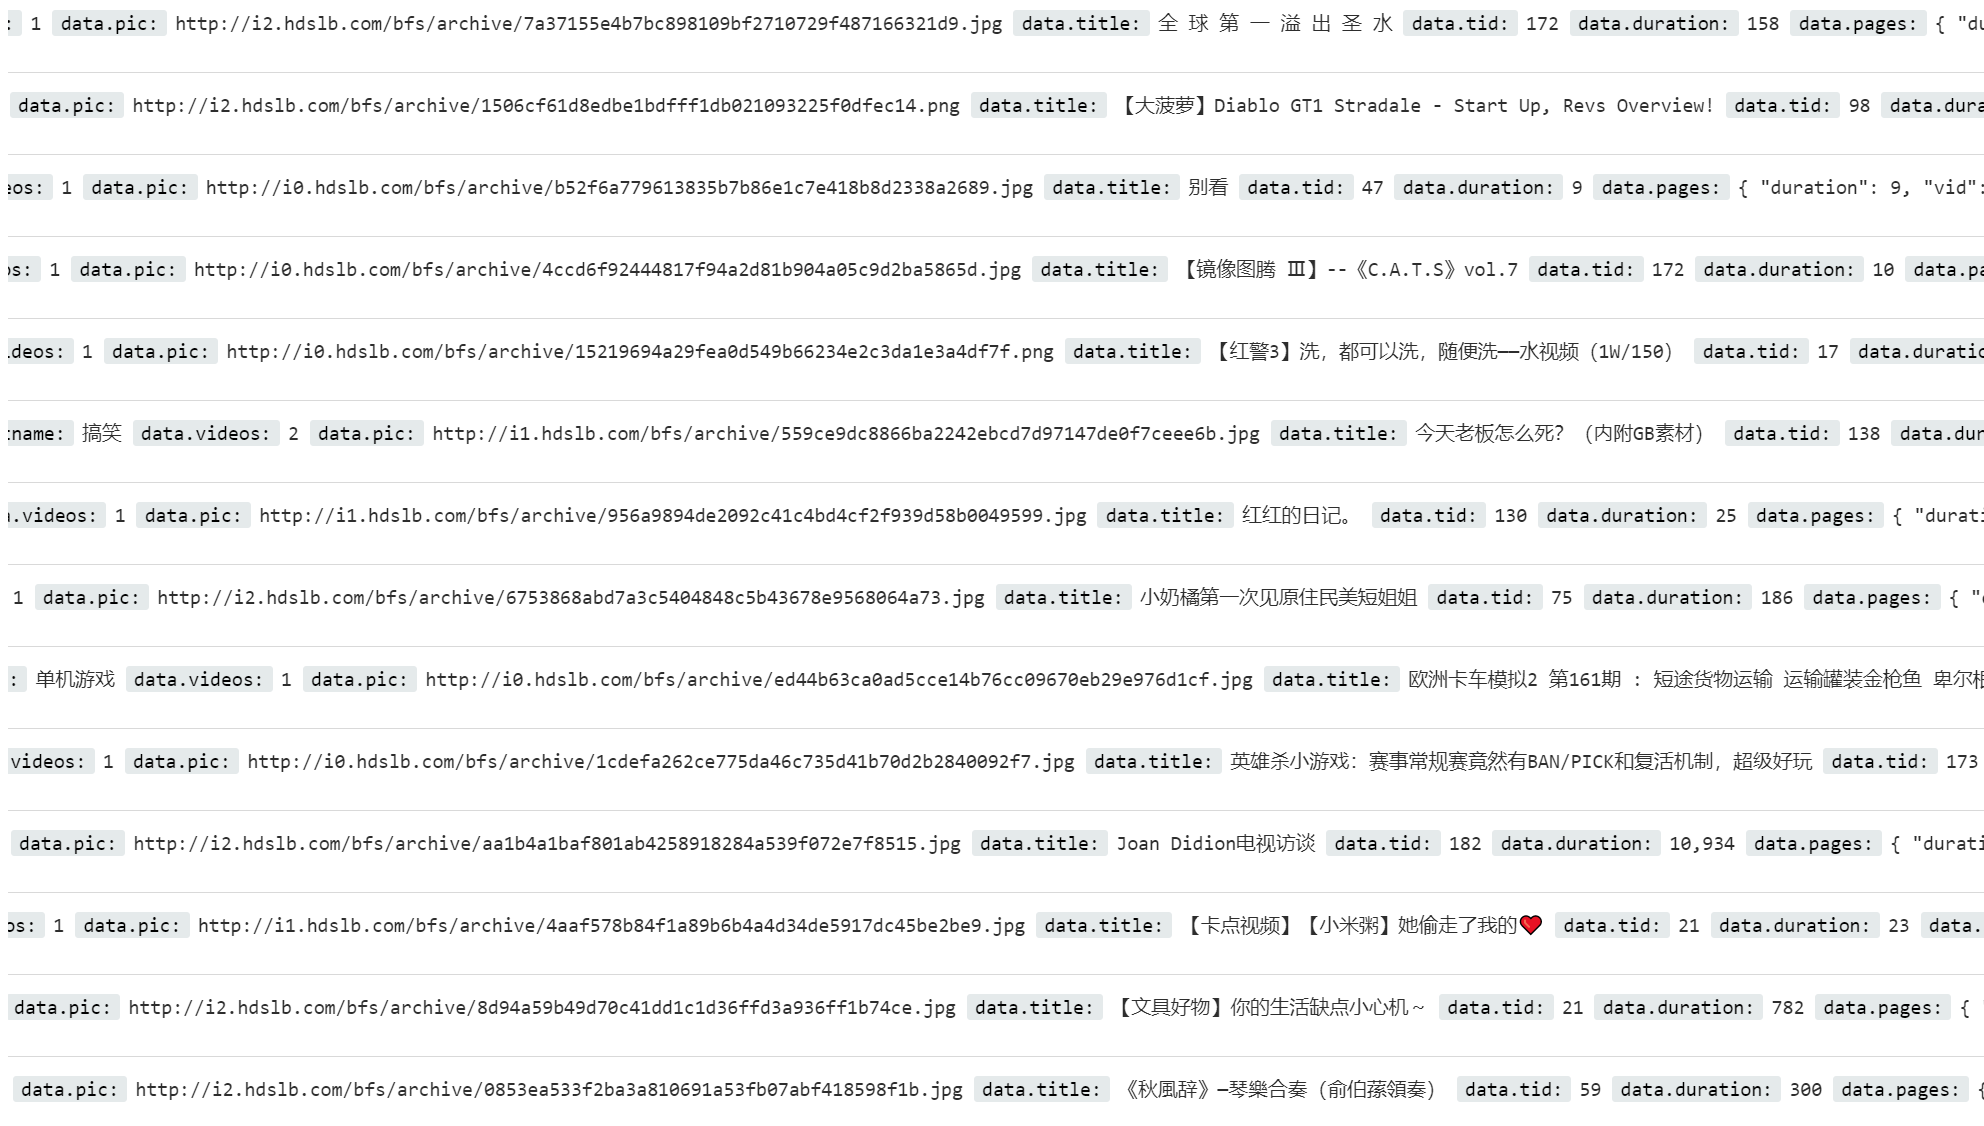 : 1 data.pic: http://i2.hdslb.com/bfs/archive/7a37155e4b7bc898109bf2710729f487166321d9.jpg data.title: 全 球 第 一 溢 出 圣 水 data.tid: 172 data.duration: 158 data.pages: { "du
data.pic: http://i2.hdslb.com/bfs/archive/1506cf61d8edbe1bdfff1db021093225f0dfec14.png data.title: 【大菠萝】Diablo GT1 Stradale - Start Up, Revs Overview! data.tid: 98 data.dura
eos: 1 data.pic: http://i0.hdslb.com/bfs/archive/b52f6a779613835b7b86e1c7e418b8d2338a2689.jpg data.title: 别看 data.tid: 47 data.duration: 9 data.pages: { "duration": 9, "vid":
os: 1 data.pic: http://i0.hdslb.com/bfs/archive/4ccd6f92444817f94a2d81b904a05c9d2ba5865d.jpg data.title: 【镜像图腾 Ⅲ】--《C.A.T.S》vol.7 data.tid: 172 data.duration: 10 data.pa
ideos: 1 data.pic: http://i0.hdslb.com/bfs/archive/15219694a29fea0d549b66234e2c3da1e3a4df7f.png data.title: 【红警3】洗，都可以洗，随便洗——水视频（1W/150） data.tid: 17 data.duratio
tname: 搞笑 data.videos: 2 data.pic: http://i1.hdslb.com/bfs/archive/559ce9dc8866ba2242ebcd7d97147de0f7ceee6b.jpg data.title: 今天老板怎么死？（内附GB素材） data.tid: 138 data.dur
a.videos: 1 data.pic: http://i1.hdslb.com/bfs/archive/956a9894de2092c41c4bd4cf2f939d58b0049599.jpg data.title: 红红的日记。 data.tid: 130 data.duration: 25 data.pages: { "durati
1 data.pic: http://i2.hdslb.com/bfs/archive/6753868abd7a3c5404848c5b43678e9568064a73.jpg data.title: 小奶橘第一次见原住民美短姐姐 data.tid: 75 data.duration: 186 data.pages: { "
: 单机游戏 data.videos: 1 data.pic: http://i0.hdslb.com/bfs/archive/ed44b63ca0ad5cce14b76cc09670eb29e976d1cf.jpg data.title: 欧洲卡车模拟2 第161期 : 短途货物运输 运输罐装金枪鱼 卑尔根
videos: 1 data.pic: http://i0.hdslb.com/bfs/archive/1cdefa262ce775da46c735d41b70d2b2840092f7.jpg data.title: 英雄杀小游戏：赛事常规赛竟然有BAN/PICK和复活机制，超级好玩 data.tid: 173
data.pic: http://i2.hdslb.com/bfs/archive/aa1b4a1baf801ab4258918284a539f072e7f8515.jpg data.title: Joan Didion电视访谈 data.tid: 182 data.duration: 10,934 data.pages: { "durati
os: 1 data.pic: http://i1.hdslb.com/bfs/archive/4aaf578b84f1a89b6b4a4d34de5917dc45be2be9.jpg data.title: 【卡点视频】【小米粥】她偷走了我的❤ data.tid: 21 data.duration: 23 data.
data.pic: http://i2.hdslb.com/bfs/archive/8d94a59b49d70c41dd1c1d36ffd3a936ff1b74ce.jpg data.title: 【文具好物】你的生活缺点小心机～ data.tid: 21 data.duration: 782 data.pages: {
data.pic: http://i2.hdslb.com/bfs/archive/0853ea533f2ba3a810691a53fb07abf418598f1b.jpg data.title: 《秋風辞》—琴樂合奏（俞伯蓀領奏） data.tid: 59 data.duration: 300 data.pages: {